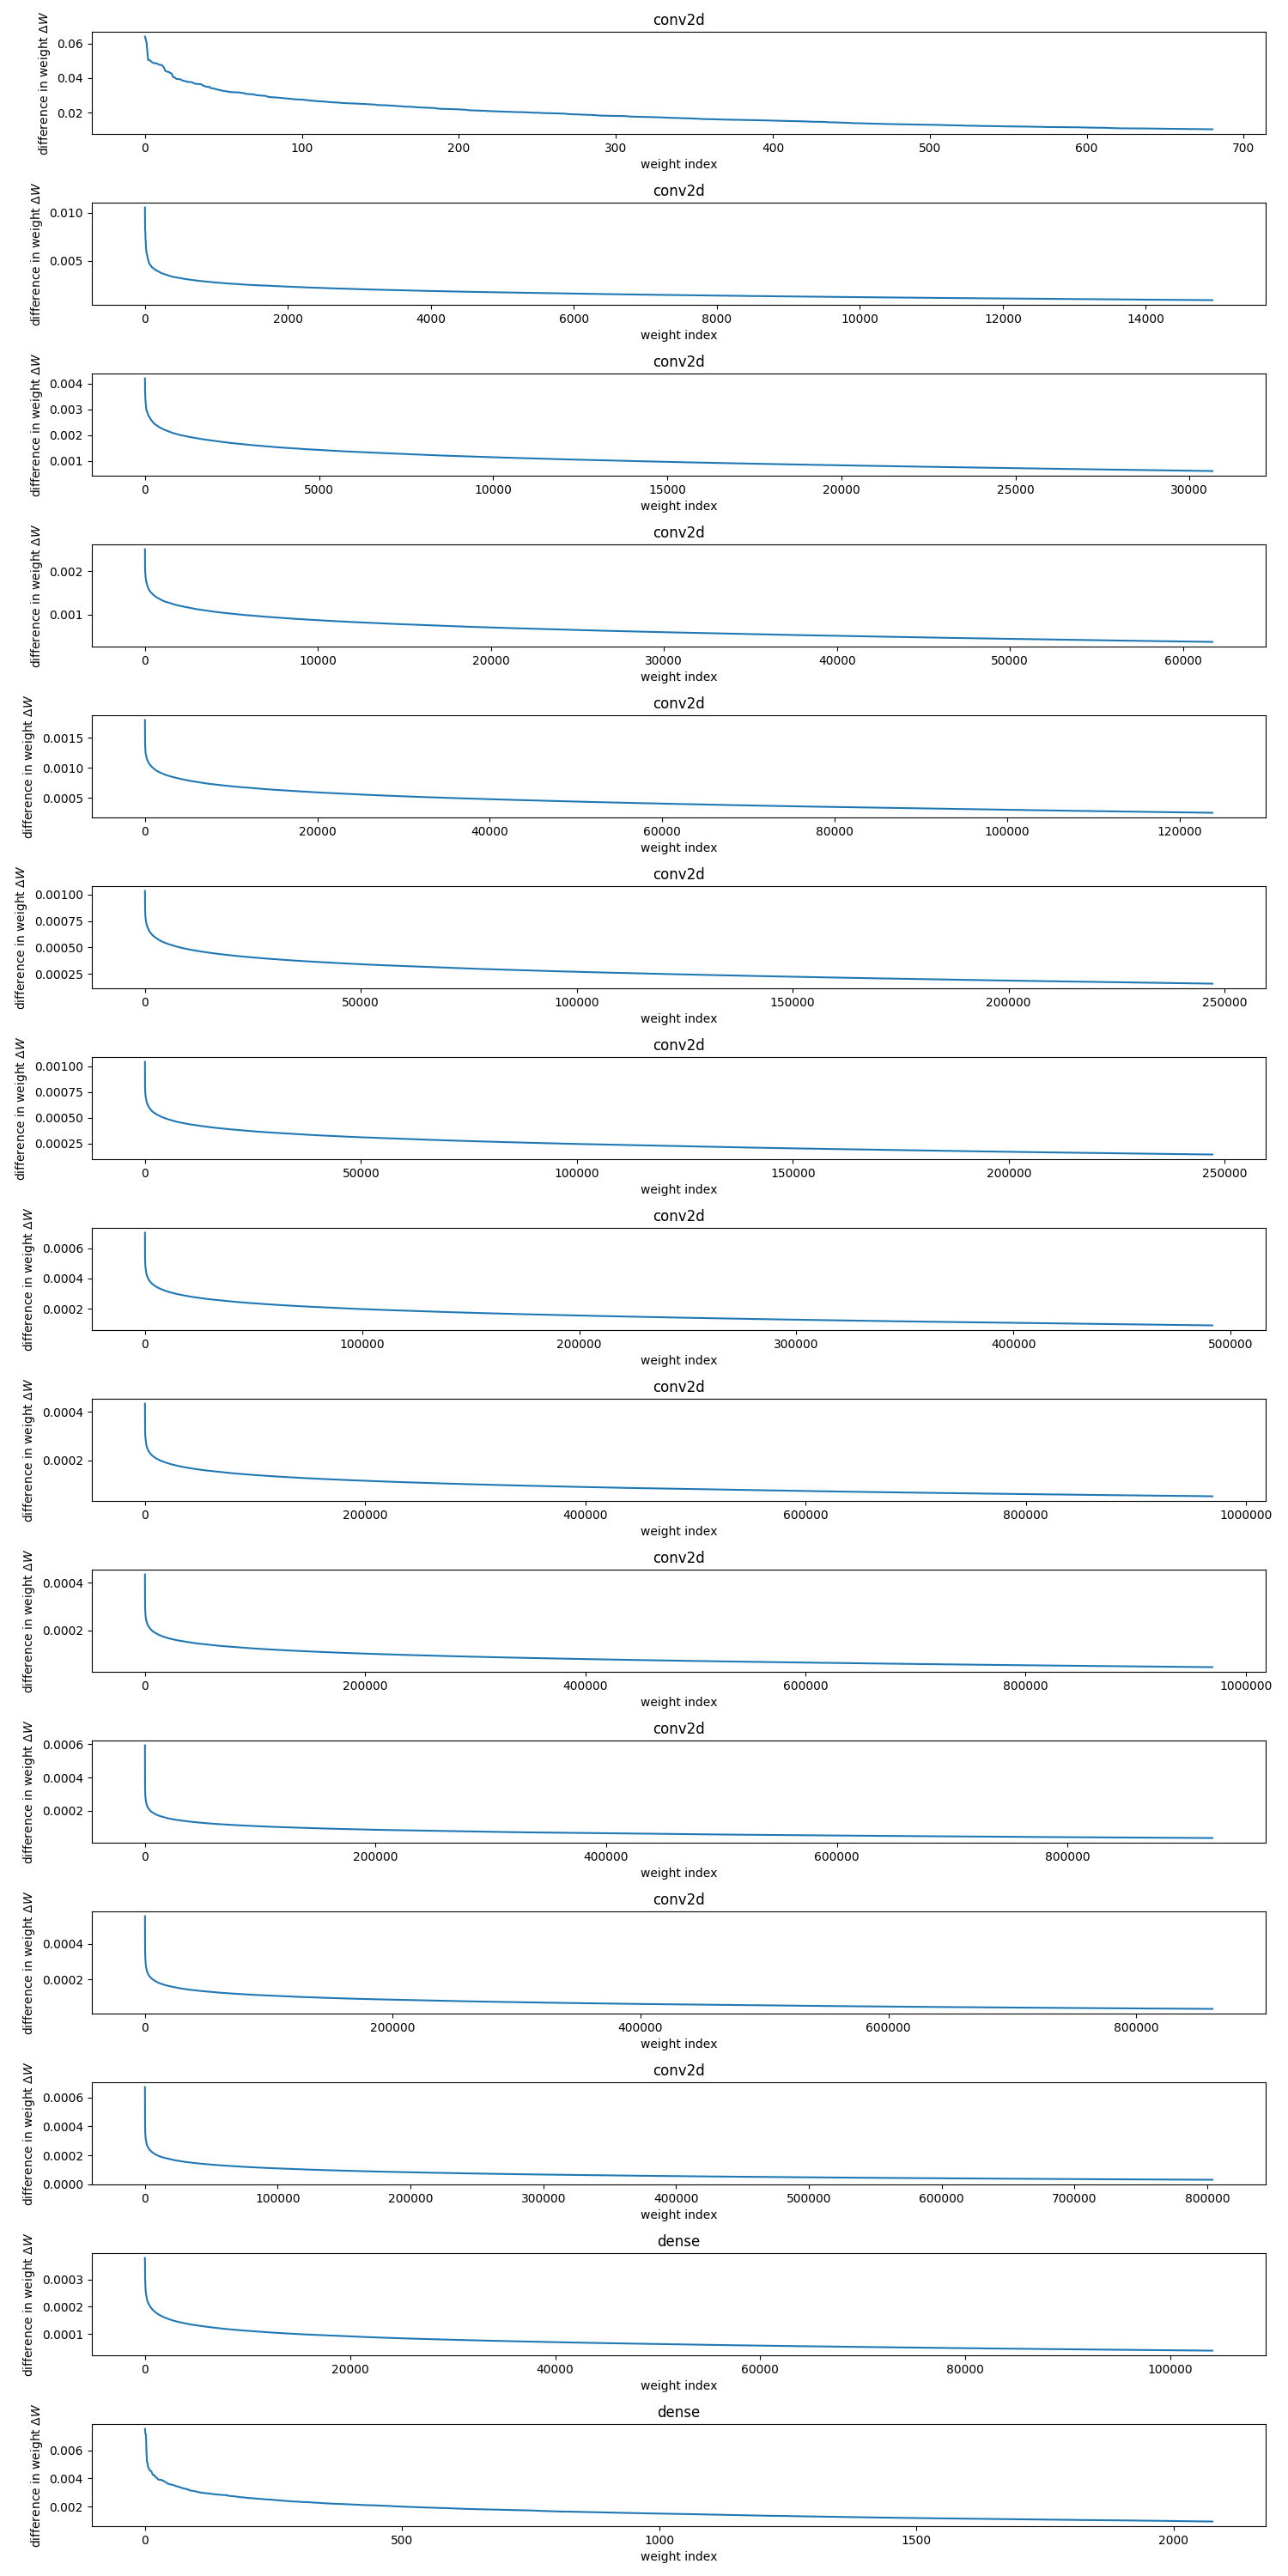 conv2d
difference in weight ΔW
0.06
0.04
0.02
0 100 200 300 400 500 600 700
weight index
conv2d
difference in weight ΔW
0.010
0.005
0 2000 4000 6000 8000 10000 12000 14000
weight index
conv2d
difference in weight ΔW
0.004
0.003
0.002
0.001
0 5000 10000 15000 20000 25000 30000
weight index
conv2d
difference in weight ΔW
0.002
0.001
0 10000 20000 30000 40000 50000 60000
weight index
conv2d
difference in weight ΔW
0.0015
0.0010
0.0005
0 20000 40000 60000 80000 100000 120000
weight index
conv2d
difference in weight ΔW
0.00100
0.00075
0.00050
0.00025
0 50000 100000 150000 200000 250000
weight index
conv2d
difference in weight ΔW
0.00100
0.00075
0.00050
0.00025
0 50000 100000 150000 200000 250000
weight index
conv2d
difference in weight ΔW
0.0006
0.0004
0.0002
0 100000 200000 300000 400000 500000
weight index
conv2d
difference in weight ΔW
0.0004
0.0002
0 200000 400000 600000 800000 1000000
weight index
conv2d
difference in weight ΔW
0.0004
0.0002
0 200000 400000 600000 800000 1000000
weight index
conv2d
difference in weight ΔW
0.0006
0.0004
0.0002
0 200000 400000 600000 800000
weight index
conv2d
difference in weight ΔW
0.0004
0.0002
0 200000 400000 600000 800000
weight index
conv2d
difference in weight ΔW
0.0006
0.0004
0.0002
0.0000
0 100000 200000 300000 400000 500000 600000 700000 800000
weight index
dense
difference in weight ΔW
0.0003
0.0002
0.0001
0 20000 40000 60000 80000 100000
weight index
dense
difference in weight ΔW
0.006
0.004
0.002
0 500 1000 1500 2000
weight index